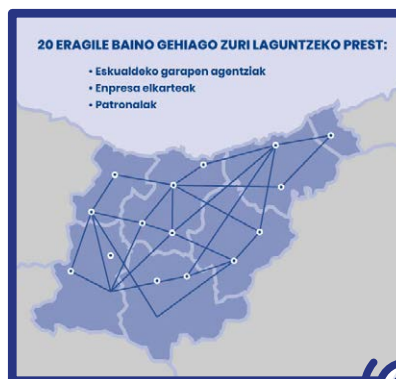 20 ERAGILE BAINO GEHIAGO ZURI LAGUNTZEKO PREST:
• Eskualdeko garapen agentziak
• Enpresa elkarteak
• Patronalak